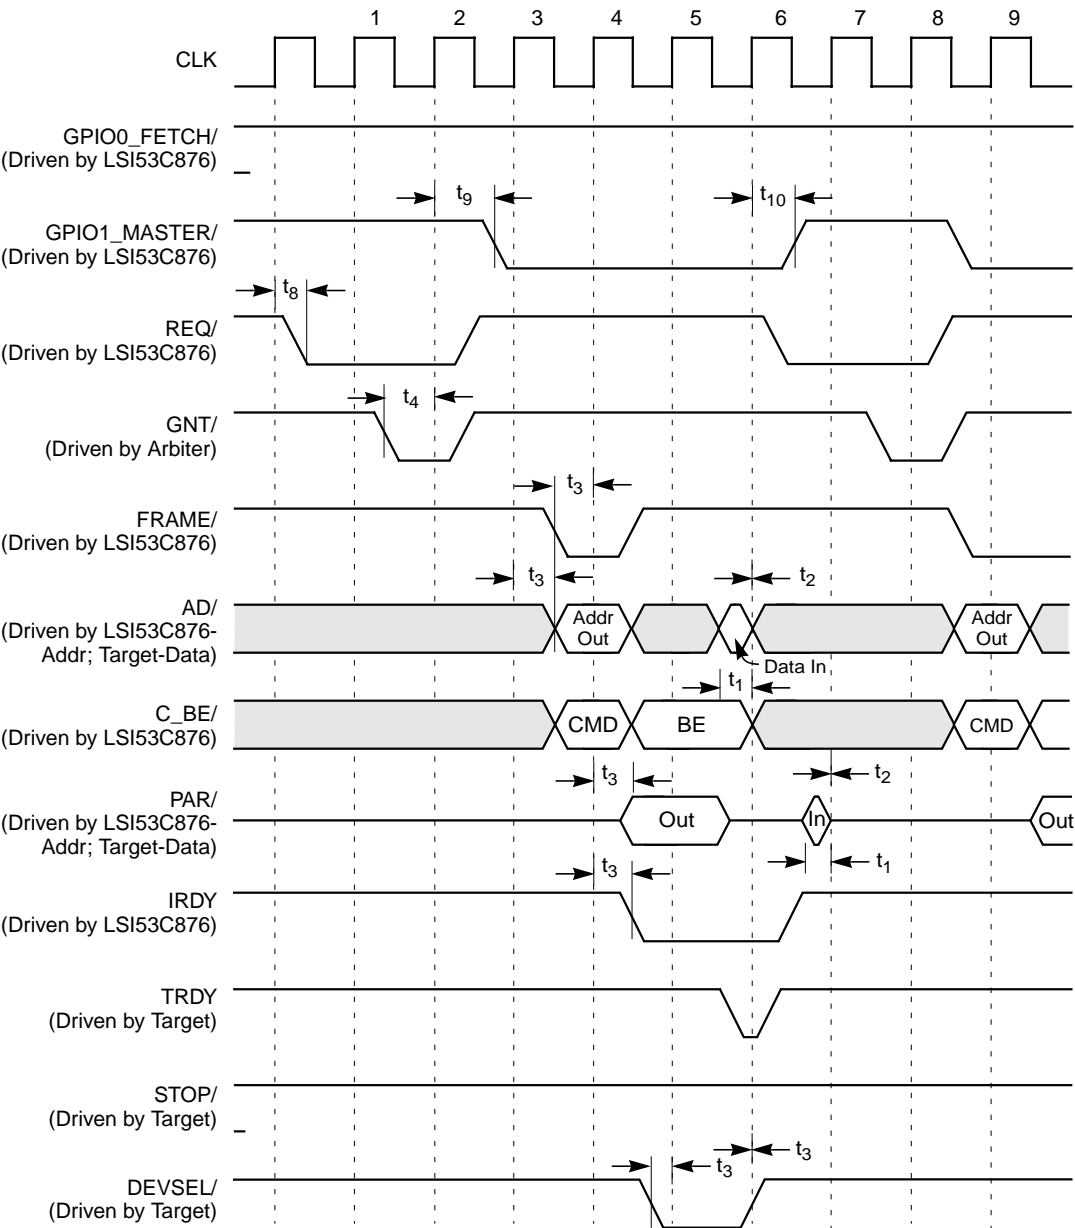 1 2 3 4 5 6 7 8 9
CLK
GPIO0_FETCH/
(Driven by LSI53C876)
t9 t10
GPIO1_MASTER/
(Driven by LSI53C876)
t8
REQ/
(Driven by LSI53C876)
t4
GNT/
(Driven by Arbiter)
t3
FRAME/
(Driven by LSI53C876)
t3 t2
AD/
(Driven by LSI53C876-
Addr; Target-Data)
Addr
Out
Addr
Out
Data In
t1
C_BE/
(Driven by LSI53C876)
CMD BE CMD
t3 t2
PAR/
(Driven by LSI53C876-
Addr; Target-Data)
Out In Out
t3 t1
IRDY
(Driven by LSI53C876)
TRDY
(Driven by Target)
STOP/
(Driven by Target)
t3 t3
DEVSEL/
(Driven by Target)